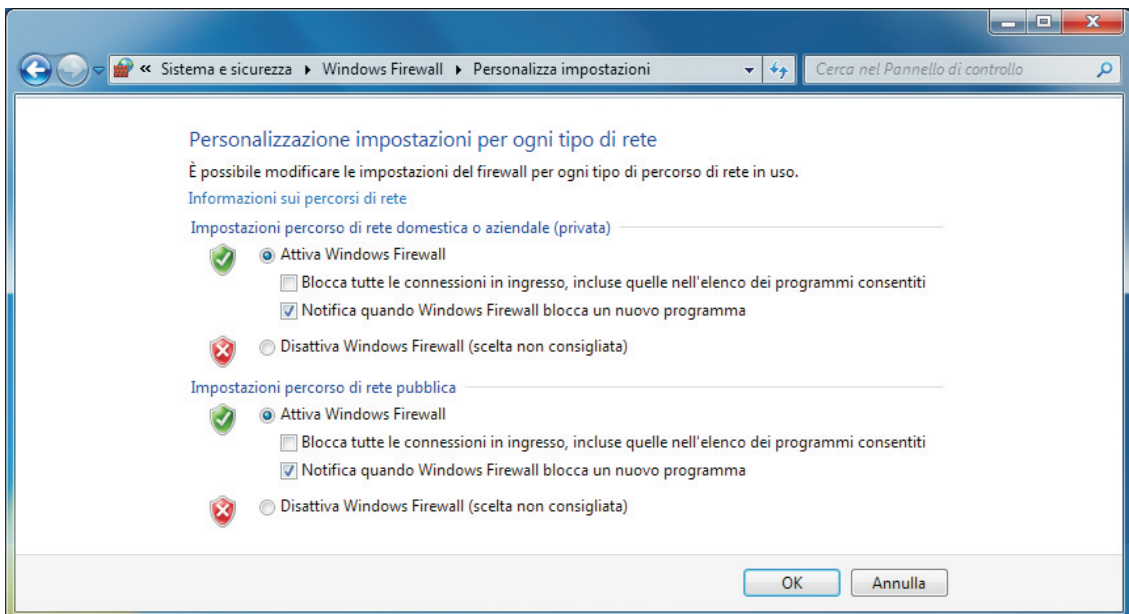 « Sistema e sicurezza ▸ Windows Firewall ▸ Personalizza impostazioni
Cerca nel Pannello di controllo
Personalizzazione impostazioni per ogni tipo di rete
È possibile modificare le impostazioni del firewall per ogni tipo di percorso di rete in uso.
Informazioni sui percorsi di rete
Impostazioni percorso di rete domestica o aziendale (privata)
Attiva Windows Firewall
Blocca tutte le connessioni in ingresso, incluse quelle nell'elenco dei programmi consentiti
Notifica quando Windows Firewall blocca un nuovo programma
Disattiva Windows Firewall (scelta non consigliata)
Impostazioni percorso di rete pubblica
Attiva Windows Firewall
Blocca tutte le connessioni in ingresso, incluse quelle nell'elenco dei programmi consentiti
Notifica quando Windows Firewall blocca un nuovo programma
Disattiva Windows Firewall (scelta non consigliata)
OK
Annulla